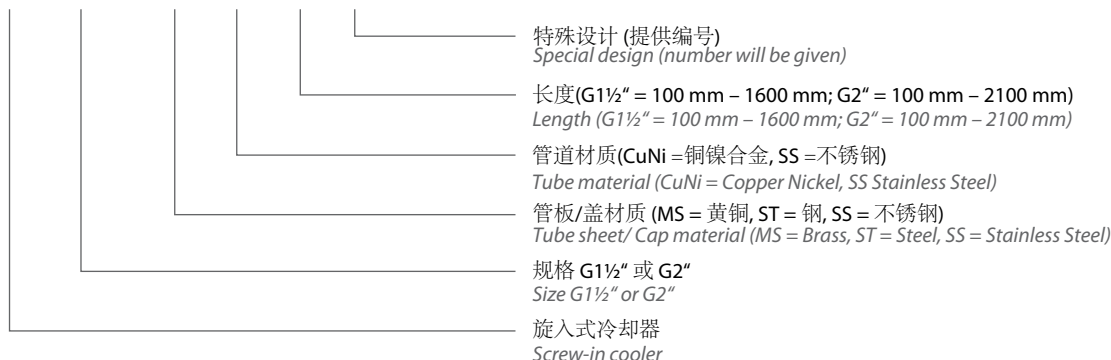 特殊设计 (提供编号)
Special design (number will be given)
长度(G1½“ = 100 mm – 1600 mm; G2“ = 100 mm – 2100 mm)
Length (G1½“ = 100 mm – 1600 mm; G2“ = 100 mm – 2100 mm)
管道材质(CuNi =铜镍合金, SS =不锈钢)
Tube material (CuNi = Copper Nickel, SS Stainless Steel)
管板/盖材质 (MS = 黄铜, ST = 钢, SS = 不锈钢)
Tube sheet/ Cap material (MS = Brass, ST = Steel, SS = Stainless Steel)
规格 G1½“ 或 G2“
Size G1½“ or G2“
旋入式冷却器
Screw-in cooler